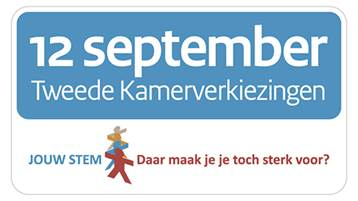 12 september
Tweede Kamerverkiezingen
JOUW STEM Daar maak je je toch sterk voor?